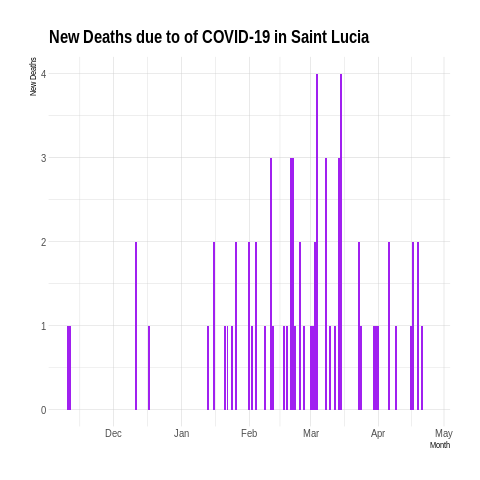 New Deaths due to of COVID-19 in Saint Lucia
New Deaths
4
3
2
1
0
Dec Jan Feb Mar Apr May
Month